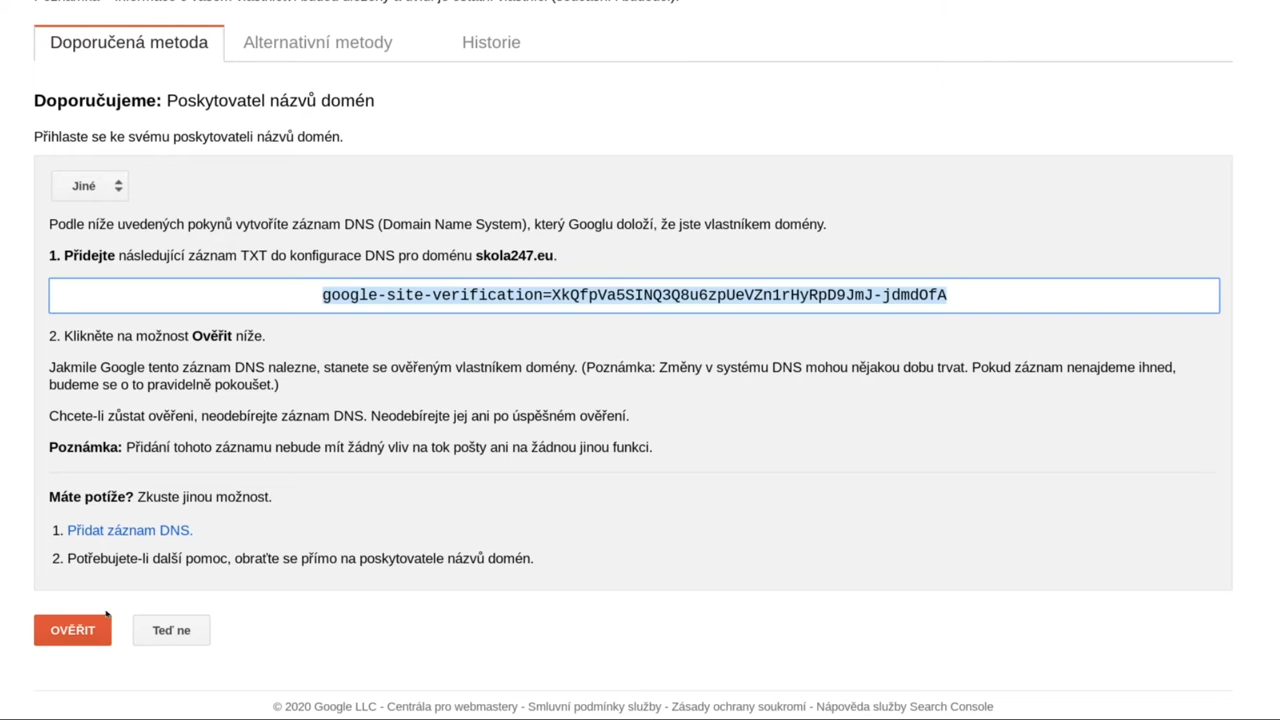 Doporučená metoda Alternativní metody Historie
Doporučujeme: Poskytovatel názvů domén
Přihlaste se ke svému poskytovateli názvů domén.
Jiné
Podle níže uvedených pokynů vytvoříte záznam DNS (Domain Name System), který Googlu doloží, že jste vlastníkem domény.
1. Přidejte následující záznam TXT do konfigurace DNS pro doménu skola247.eu.
google-site-verification=XkQfpVa5SINQ3Q8u6zpUeVZn1rHyRpD9JmJ-jdmdOfA
2. Klikněte na možnost Ověřit níže.
Jakmile Google tento záznam DNS nalezne, stanete se ověřeným vlastníkem domény. (Poznámka: Změny v systému DNS mohou nějakou dobu trvat. Pokud záznam nenajdeme ihned,
budeme se o to pravidelně pokoušet.)
Chcete-li zůstat ověřeni, neodebírejte záznam DNS. Neodebírejte jej ani po úspěšném ověření.
Poznámka: Přidání tohoto záznamu nebude mít žádný vliv na tok pošty ani na žádnou jinou funkci.
Máte potíže? Zkuste jinou možnost.
1. Přidat záznam DNS.
2. Potřebujete-li další pomoc, obraťte se přímo na poskytovatele názvů domén.
OVĚŘIT Teď ne
© 2020 Google LLC - Centrála pro webmastery - Smluvní podmínky služby - Zásady ochrany soukromí - Nápověda služby Search Console